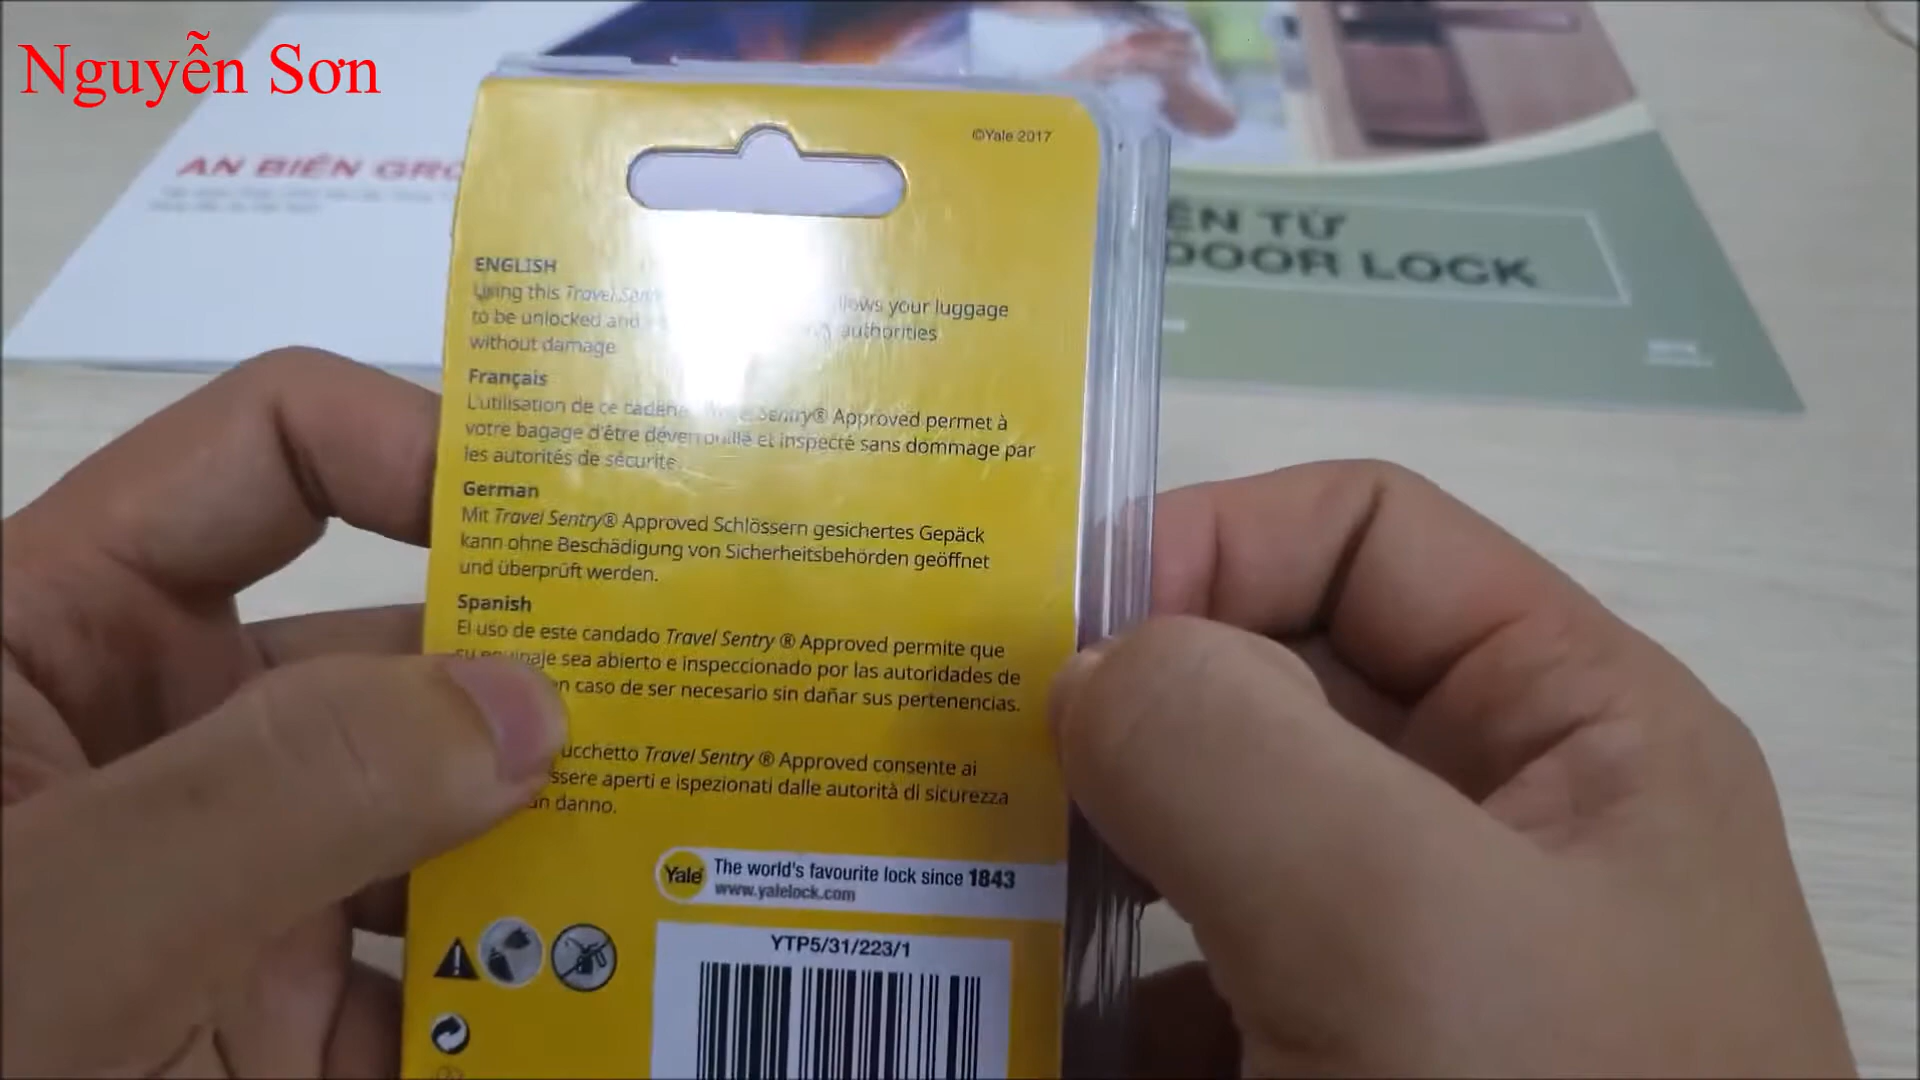 Nguyễn Sơn
AN BIÊN GRO
©Yale 2017
ÊN TỬ
DOOR LOCK
ENGLISH
Using this Travel your luggage
to be unlocked and authorities
without damage
Français
L'utilisation de ce Sentry® Approved permet à
votre bagage d'être déverrouillé et inspecté sans dommage par
les autorités de sécurité.
German
Mit Travel Sentry® Approved Schlössern gesichertes Gepäck
kann ohne Beschädigung von Sicherheitsbehörden geöffnet
und überprüft werden.
Spanish
El uso de este candado Travel Sentry ® Approved permite que
su equipaje sea abierto e inspeccionado por las autoridades de
en caso de ser necesario sin dañar sus pertenencias.
ucchetto Travel Sentry ® Approved consente ai
ssere aperti e ispezionati dalle autorità di sicurezza
an danno.
Yale The world's favourite lock since 1843
www.yalelock.com
YTP5/31/223/1